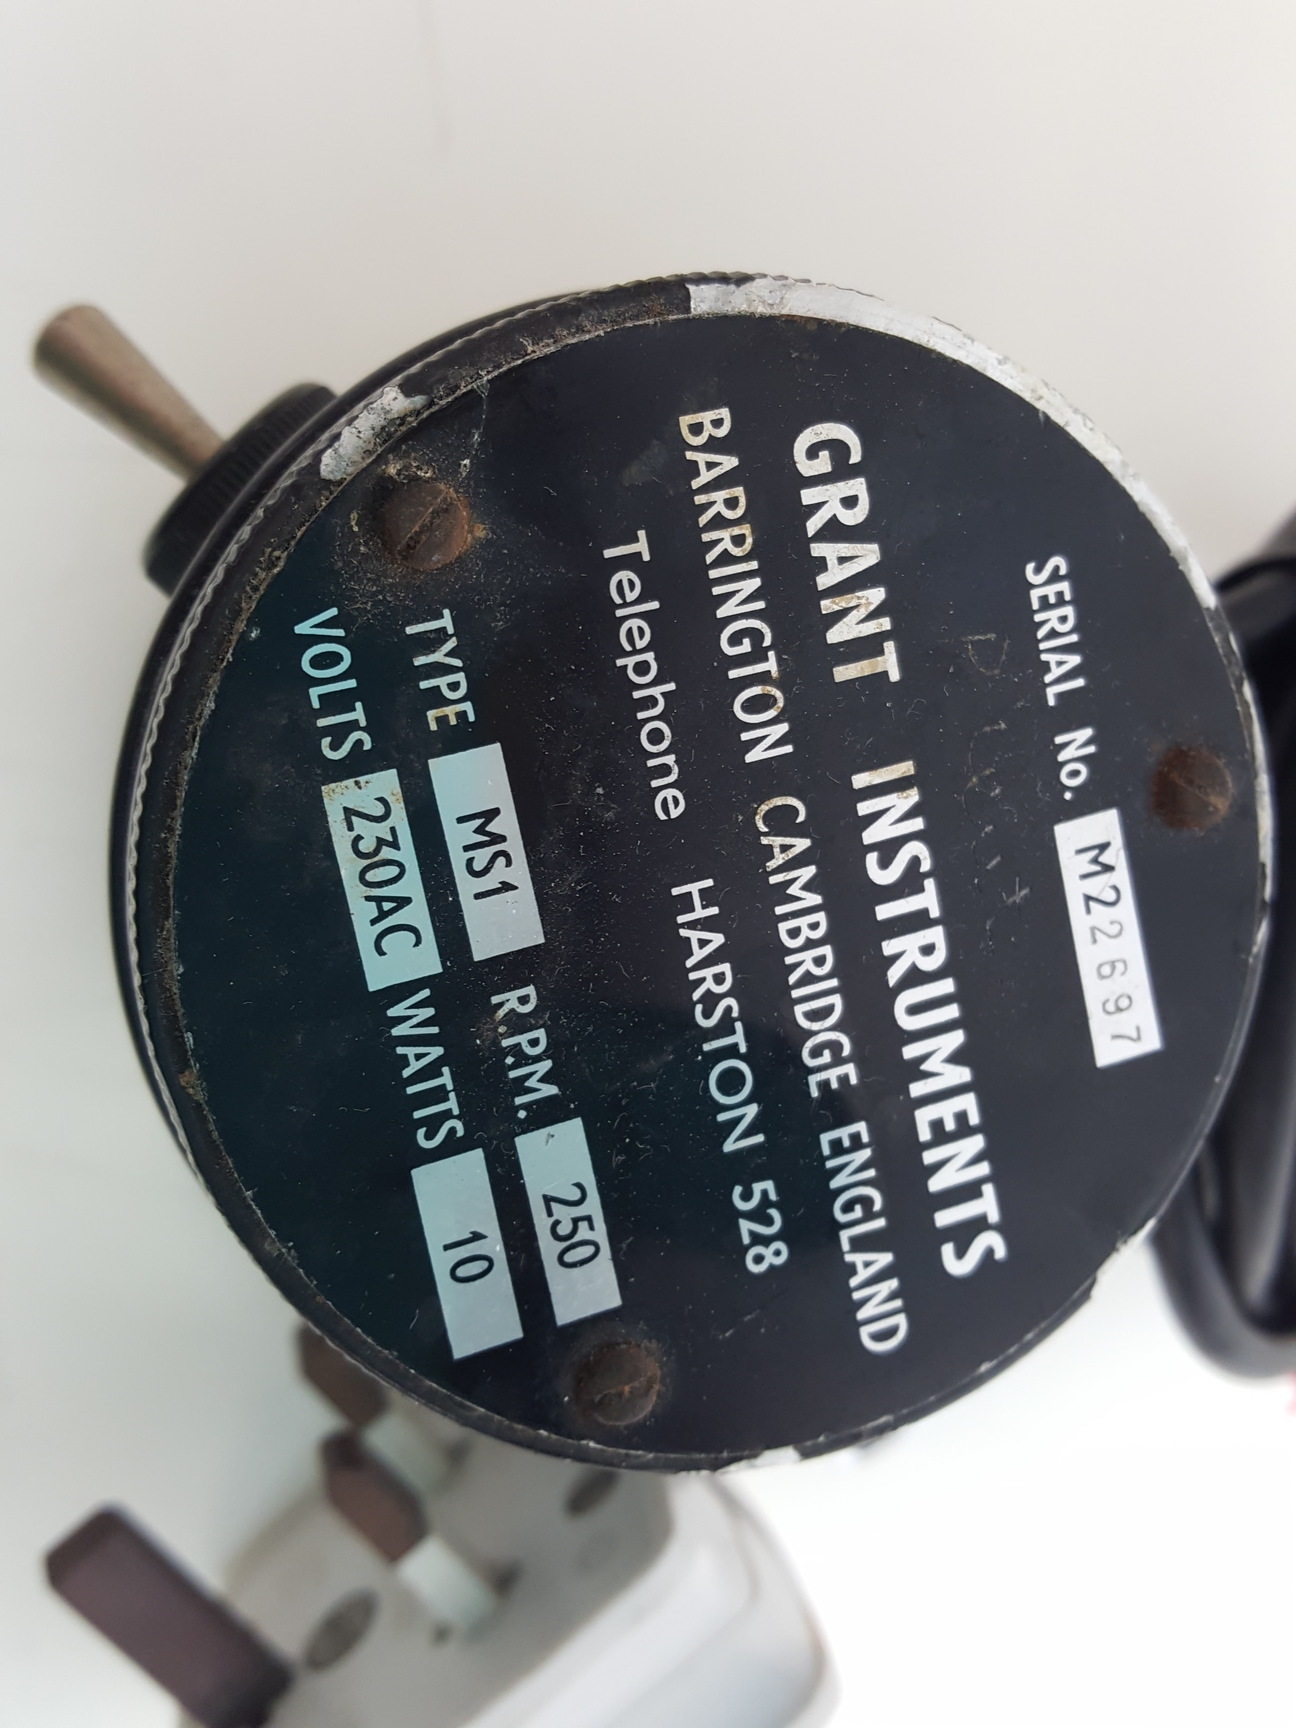 SERIAL No. M22697
GRANT INSTRUMENTS
BARRINGTON CAMBRIDGE ENGLAND
Telephone HARSTON 528
TYPE MS1 R.P.M. 250
VOLTS 230AC WATTS 10